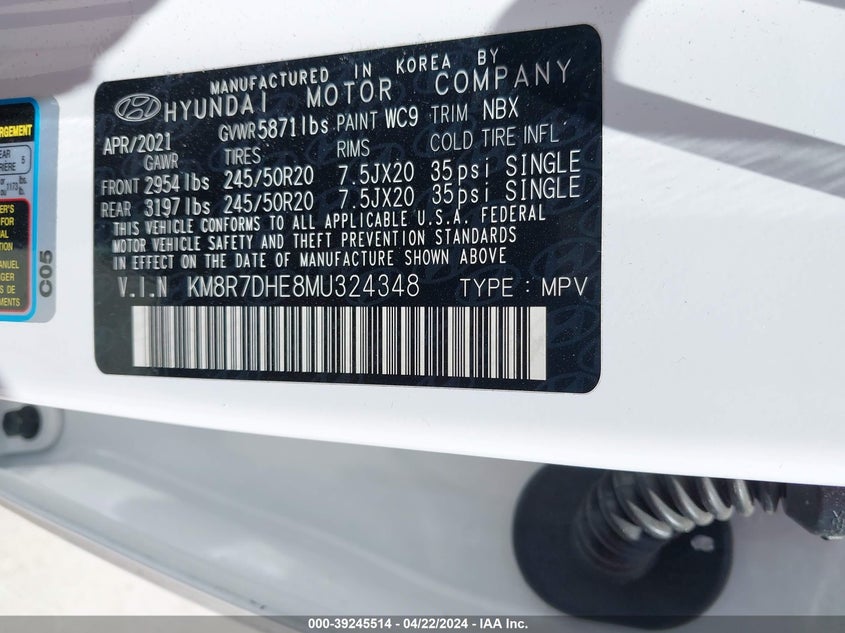 MANUFACTURED IN KOREA BY
HYUNDAI MOTOR COMPANY
APR/2021 GVWR 5871 lbs PAINT WC9 TRIM NBX
GAWR TIRES RIMS COLD TIRE INFL
FRONT 2954 lbs 245/50R20 7.5JX20 35psi SINGLE
REAR 3197 lbs 245/50R20 7.5JX20 35psi SINGLE
THIS VEHICLE CONFORMS TO ALL APPLICABLE U.S.A. FEDERAL
MOTOR VEHICLE SAFETY AND THEFT PREVENTION STANDARDS
IN EFFECT ON THE DATE OF MANUFACTURE SHOWN ABOVE
V.I.N KM8R7DHE8MU324348 TYPE : MPV
C05
000-39245514 - 04/22/2024 - IAA Inc.